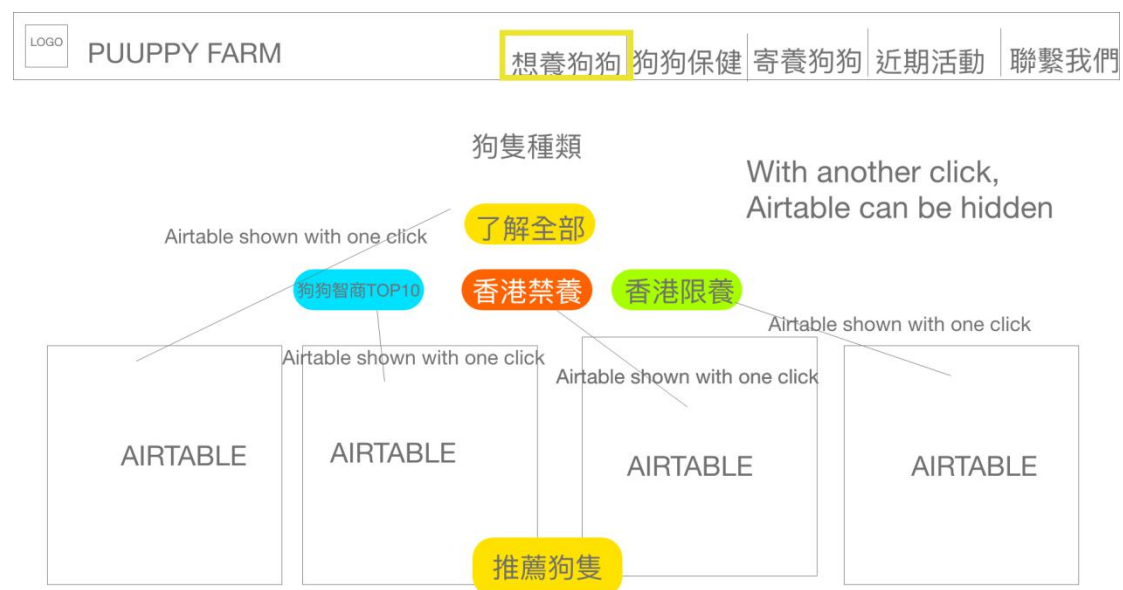 LOGO
PUUPPY FARM
想養狗狗
狗狗保健
寄養狗狗
近期活動
聯繫我們
狗隻種類
With another click,
Airtable can be hidden
了解全部
Airtable shown with one click
狗狗智商TOP10
香港禁養
香港限養
Airtable shown with one click
Airtable shown with one click
Airtable shown with one click
AIRTABLE
AIRTABLE
AIRTABLE
AIRTABLE
推薦狗隻